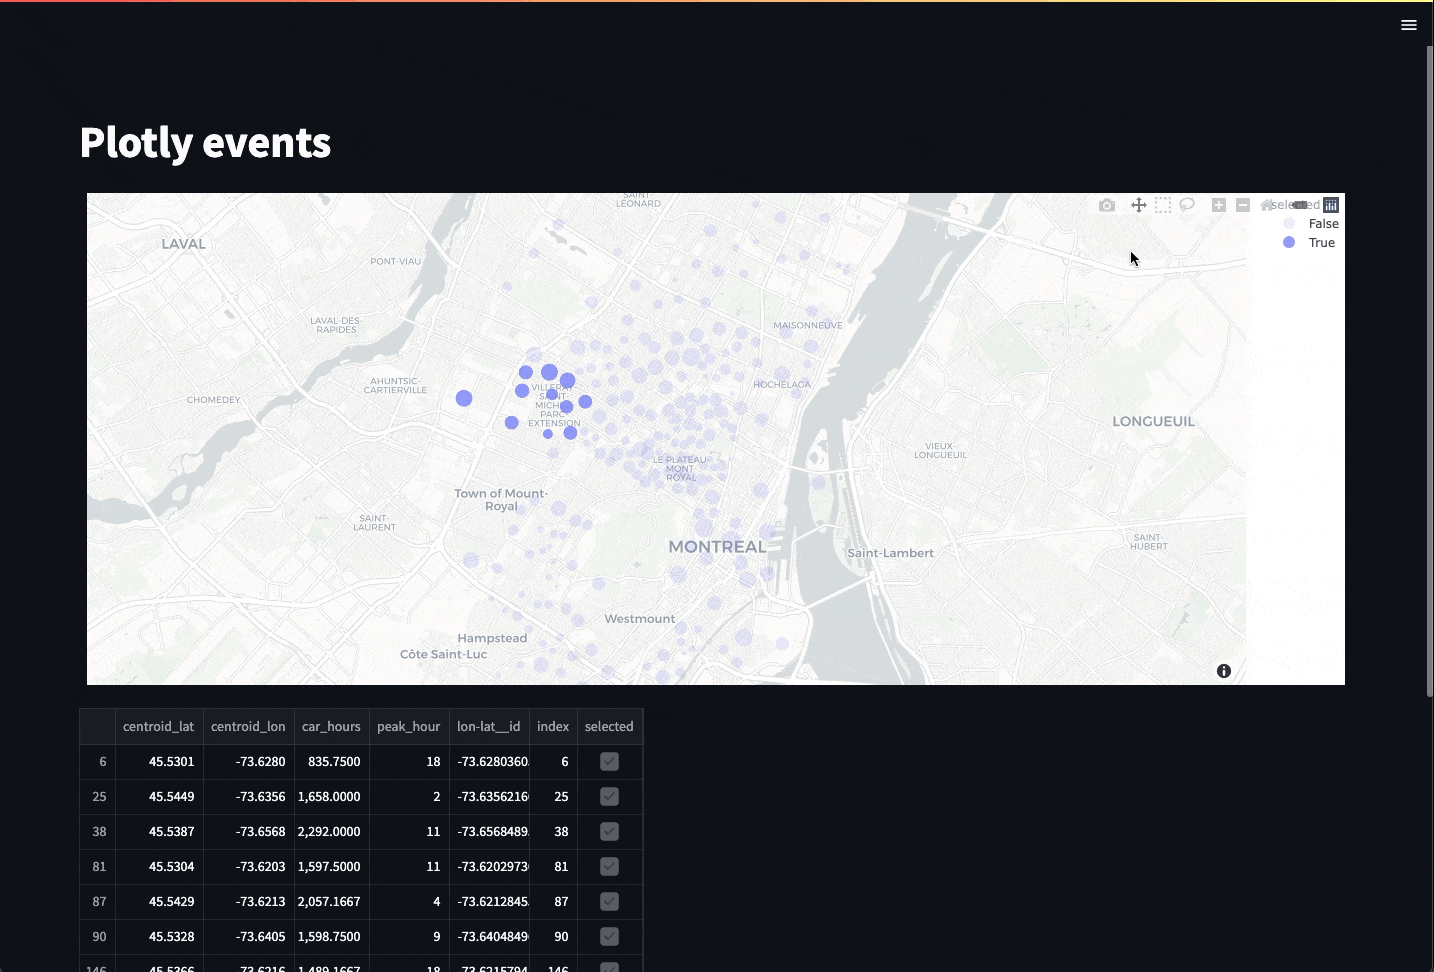 Plotly events
selected
False
True
SAINT-
LÉONARD
LAVAL
PONT-VIAU
LAVAL-DES-
RAPIDES
MAISONNEUVE
AHUNTSIC-
CARTIERVILLE
CHOMEDEY
HOCHELAGA
VILLERAY
SAINT
MICHEL
PARC
EXTENSION
LONGUEUIL
VIEUX-
LONGUEUIL
LE PLATEAU
MONT
ROYAL
Town of Mount-
Royal
SAINT-
LAURENT
MONTREAL
Saint-Lambert
SAINT-
HUBERT
Westmount
Hampstead
Côte Saint-Luc
centroid_lat centroid_lon car_hours peak_hour lon-lat__id index selected
6 45.5301 -73.6280 835.7500 18 -73.6280360 6
25 45.5449 -73.6356 1,658.0000 2 -73.6356216 25
38 45.5387 -73.6568 2,292.0000 11 -73.6568489 38
81 45.5304 -73.6203 1,597.5000 11 -73.6202973 81
87 45.5429 -73.6213 2,057.1667 4 -73.6212845 87
90 45.5328 -73.6405 1,598.7500 9 -73.6404849 90
146 45.5366 -73.6216 1,489.1667 18 -73.6215794 146